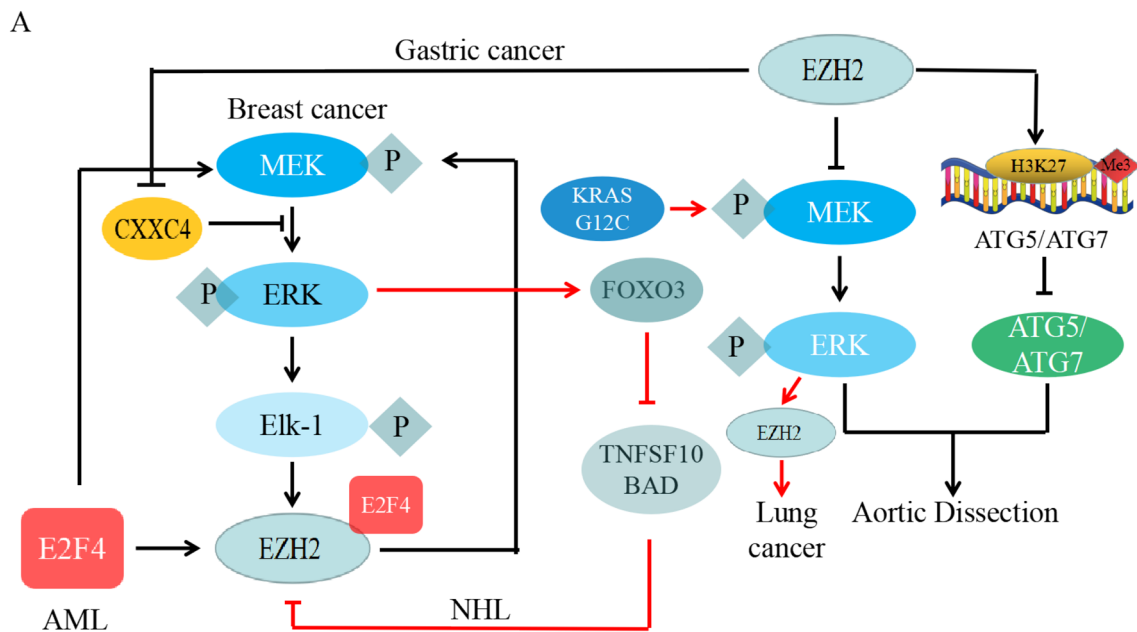 A
Gastric cancer
EZH2
Breast cancer
MEK
P
H3K27
Me3
CXXC4
KRAS
G12C
P
MEK
ATG5/ATG7
P
ERK
FOXO3
P
ERK
ATG5/
ATG7
Elk-1
P
EZH2
TNFSF10
BAD
E2F4
Lung
cancer
Aortic Dissection
E2F4
EZH2
AML
NHL